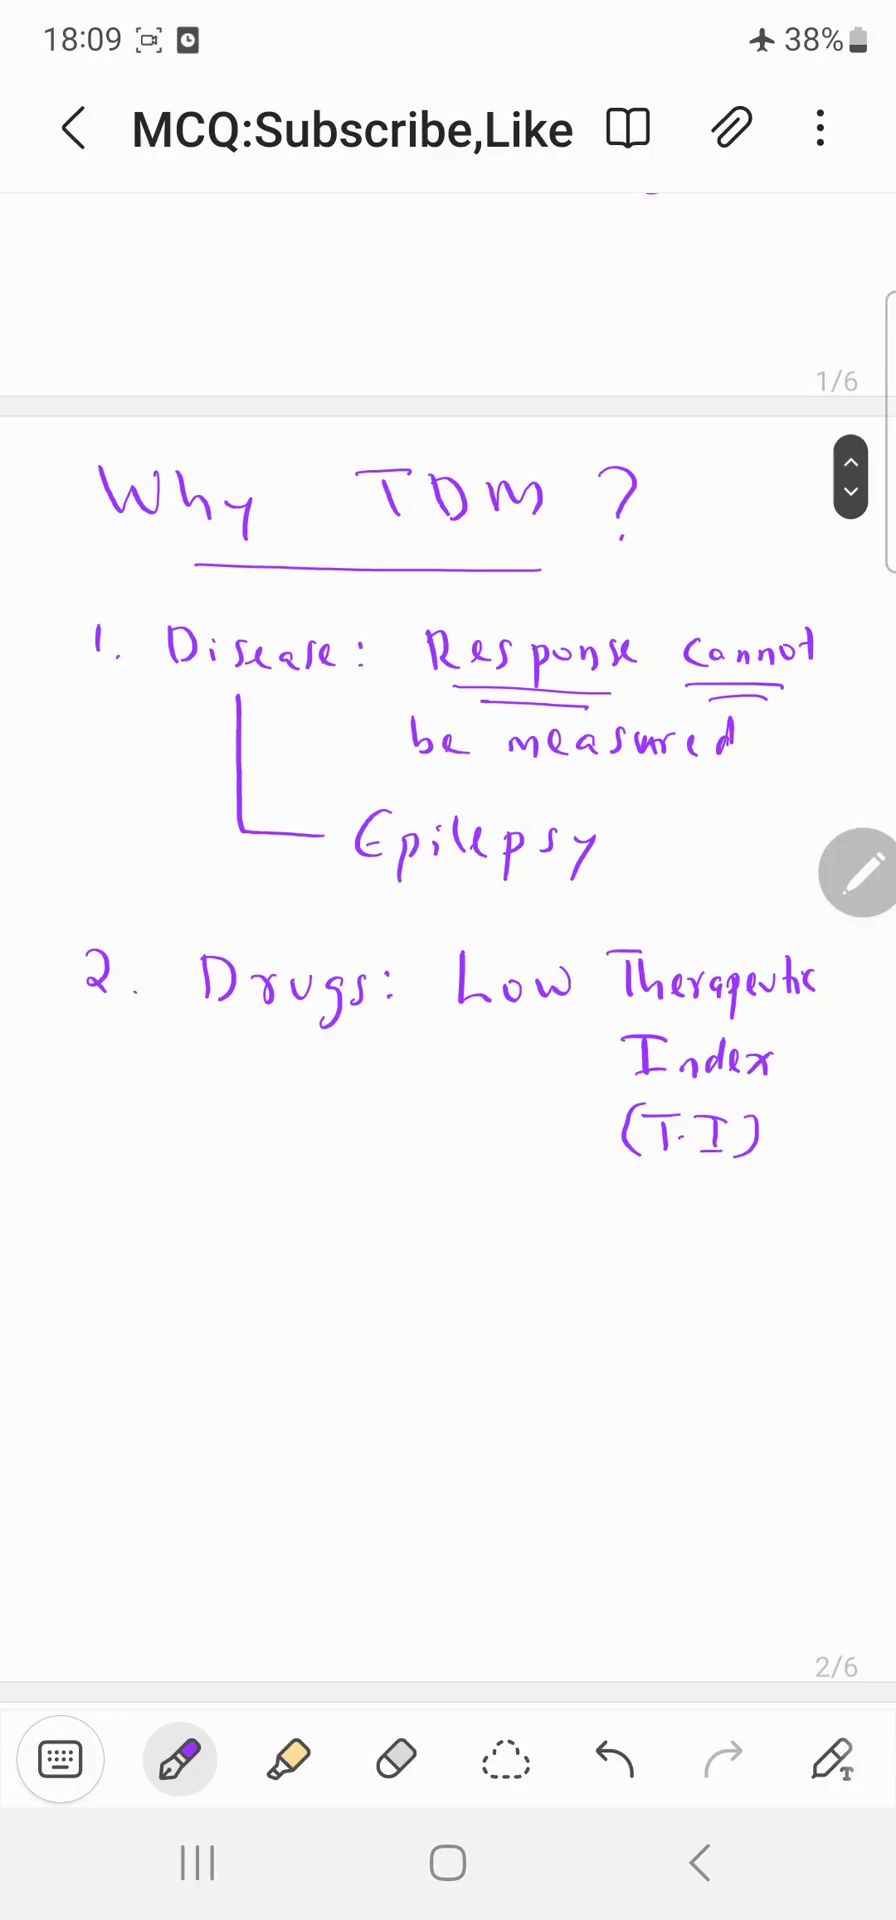 18:09 38%
MCQ:Subscribe,Like
1/6
Why TDM ?
1. Disease: Response cannot
be measured
Epilepsy
2. Drugs: Low Therapeutic
Index
(T.I)
2/6